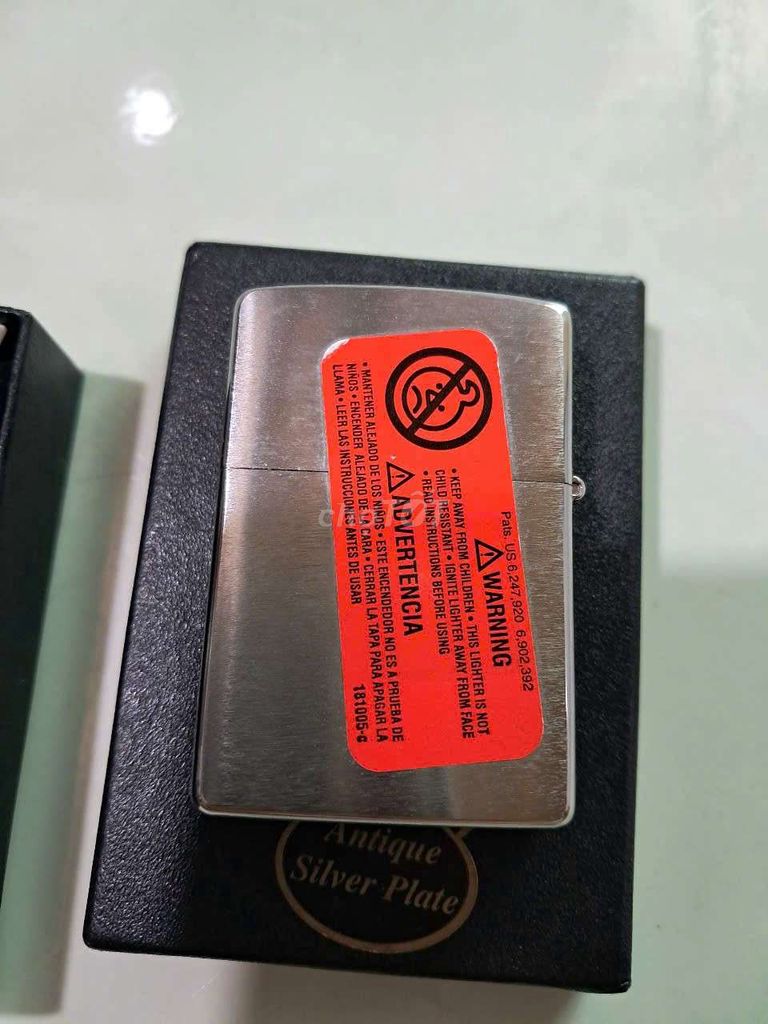 Pats. US 6,247,920 6,902,392
⚠WARNING
• KEEP AWAY FROM CHILDREN • THIS LIGHTER IS NOT
CHILD RESISTANT • IGNITE LIGHTER AWAY FROM FACE
• READ INSTRUCTIONS BEFORE USING
⚠ADVERTENCIA
• MANTENER ALEJADO DE LOS NIÑOS • ESTE ENCENDEDOR NO ES A PRUEBA DE
NIÑOS • ENCENDER ALEJADO DE LA CARA • CERRAR LA TAPA PARA APAGAR LA
LLAMA • LEER LAS INSTRUCCIONES ANTES DE USAR
181005-G
Antique
Silver Plate